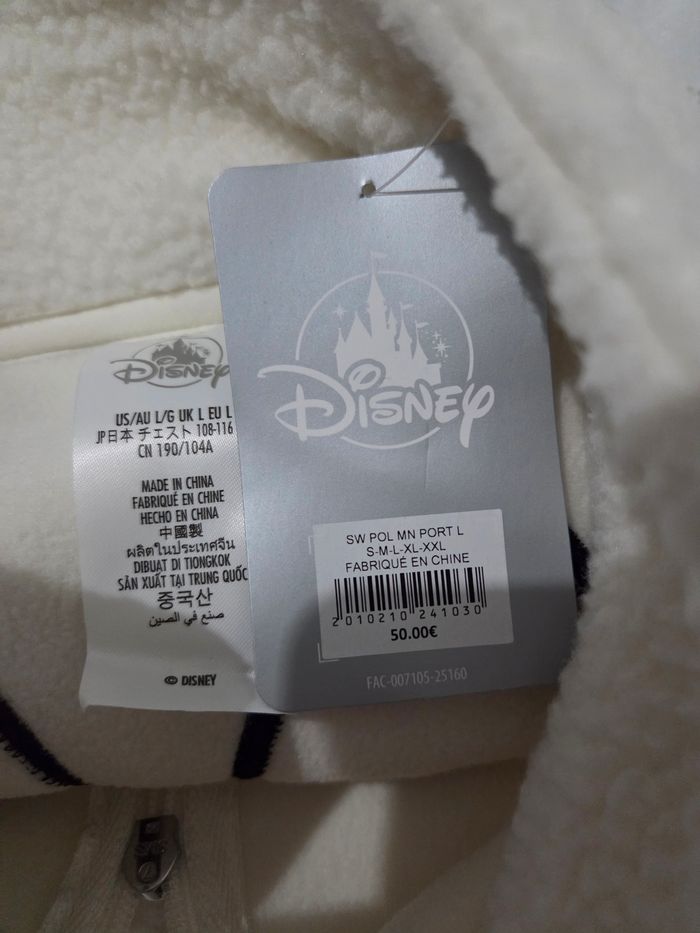 DISNEY
US/AU L/G UK L EU L
JP日本 チェスト 108-116
CN 190/104A
MADE IN CHINA
FABRIQUÉ EN CHINE
HECHO EN CHINA
中國製
ผลิตในประเทศจีน
DIBUAT DI TIONGKOK
SẢN XUẤT TẠI TRUNG QUỐC
중국산
صنع في الصين
© DISNEY
DISNEY
SW POL MN PORT L
S-M-L-XL-XXL
FABRIQUÉ EN CHINE
2010210 241030
50.00€
FAC-007105-25160